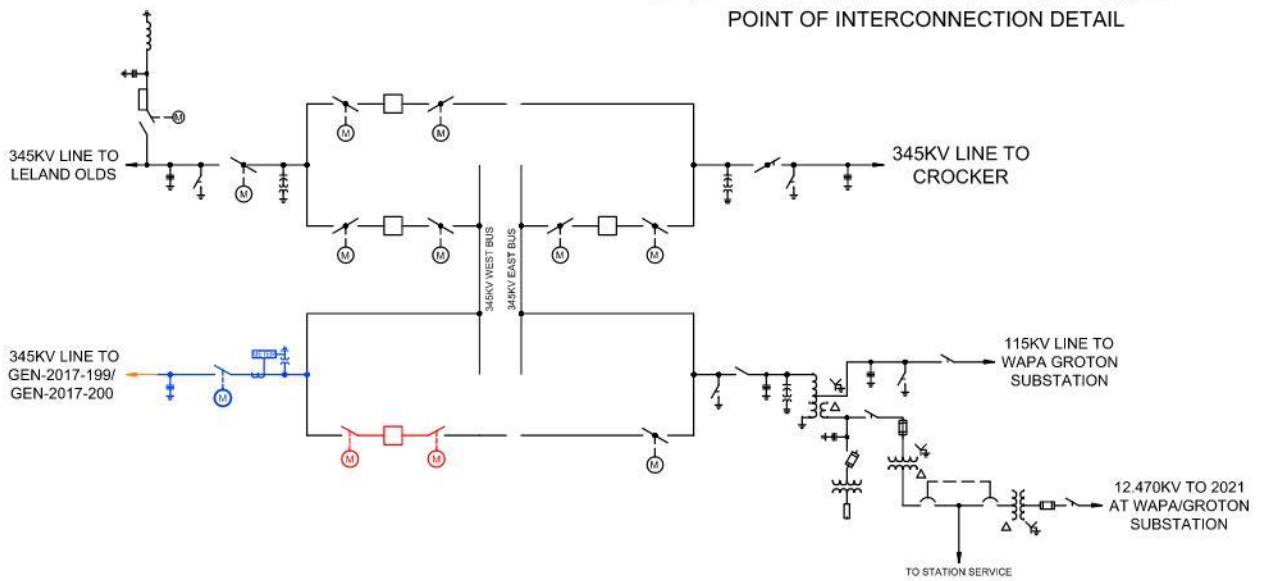 POINT OF INTERCONNECTION DETAIL
M
345KV LINE TO
LELAND OLDS
M
M
M
345KV LINE TO
CROCKER
M
M
M
M
345KV WEST BUS
345KV EAST BUS
345KV LINE TO
GEN-2017-199/
GEN-2017-200
METER
M
M
M
M
115KV LINE TO
WAPA GROTON
SUBSTATION
12.470KV TO 2021
AT WAPA/GROTON
SUBSTATION
TO STATION SERVICE